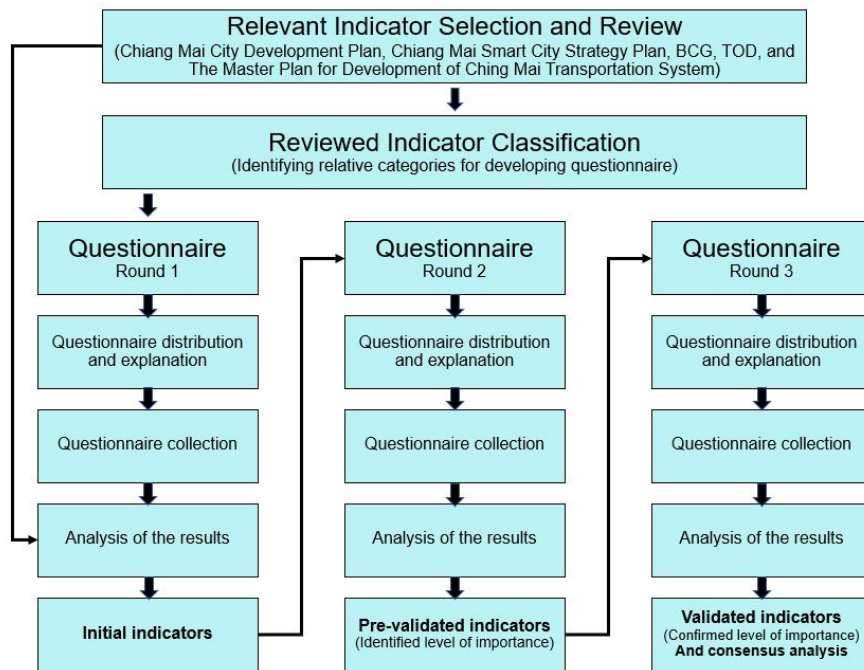 Relevant Indicator Selection and Review
(Chiang Mai City Development Plan, Chiang Mai Smart City Strategy Plan, BCG, TOD, and
The Master Plan for Development of Ching Mai Transportation System)
Reviewed Indicator Classification
(Identifying relative categories for developing questionnaire)
Questionnaire
Round 1
Questionnaire distribution
and explanation
Questionnaire collection
Analysis of the results
Initial indicators
Questionnaire
Round 2
Questionnaire distribution
and explanation
Questionnaire collection
Analysis of the results
Pre-validated indicators
(Identified level of importance)
Questionnaire
Round 3
Questionnaire distribution
and explanation
Questionnaire collection
Analysis of the results
Validated indicators
(Confirmed level of importance)
And consensus analysis